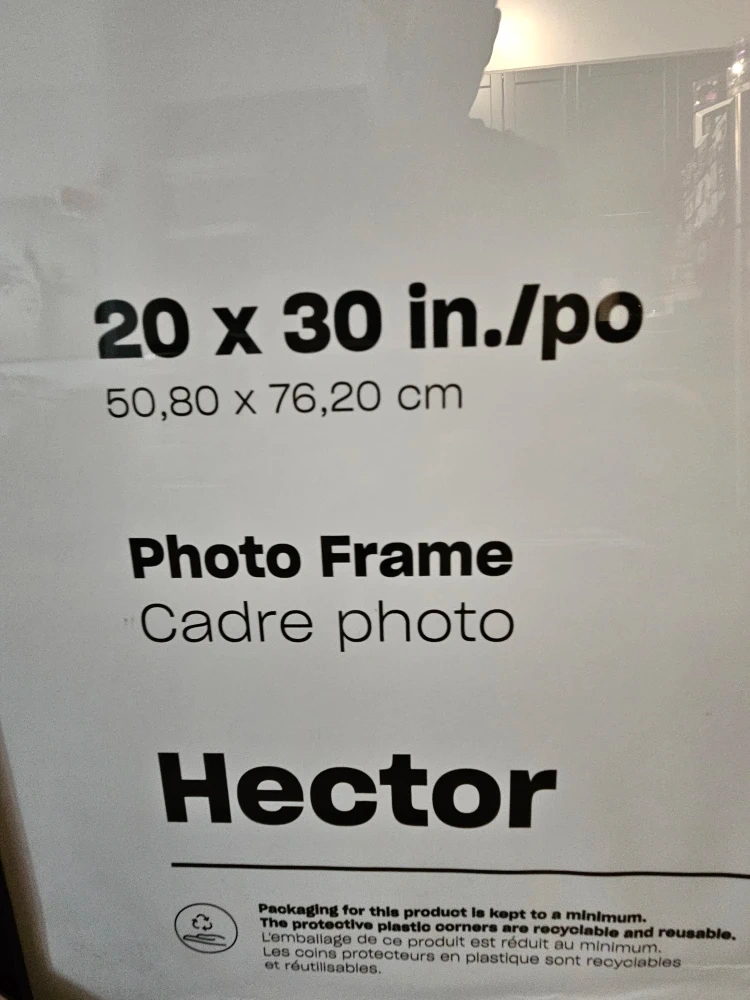 20 x 30 in./po
50,80 x 76,20 cm
Photo Frame
Cadre photo
Hector
Packaging for this product is kept to a minimum.
The protective plastic corners are recyclable and reusable.
L'emballage de ce produit est réduit au minimum.
Les coins protecteurs en plastique sont recyclables
et réutilisables.